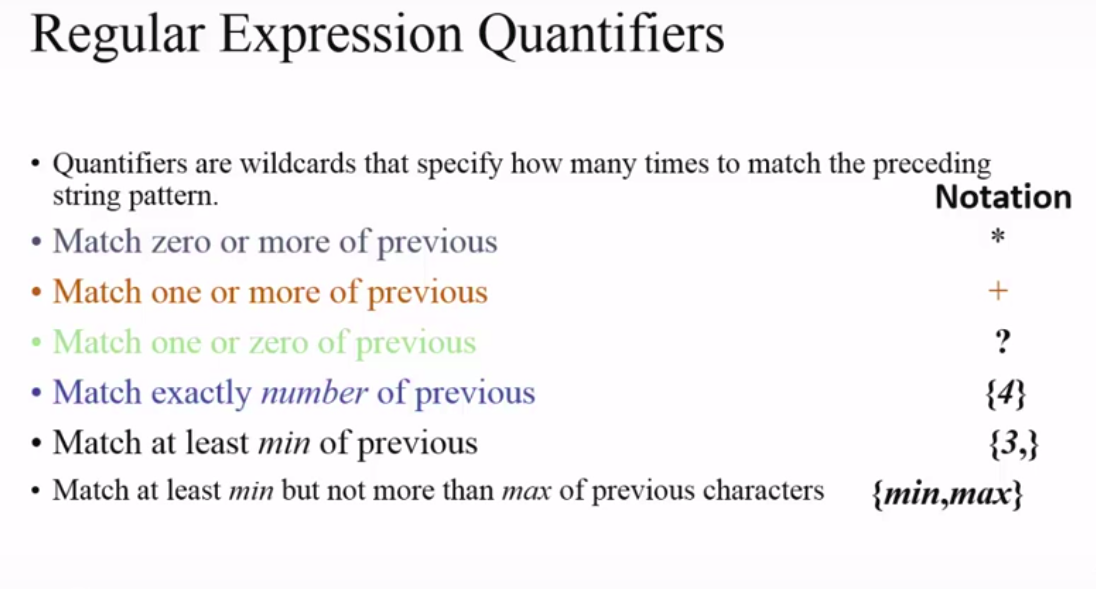 Regular Expression Quantifiers
• Quantifiers are wildcards that specify how many times to match the preceding
string pattern.
Notation
• Match zero or more of previous *
• Match one or more of previous +
• Match one or zero of previous ?
• Match exactly number of previous {4}
• Match at least min of previous {3,}
• Match at least min but not more than max of previous characters {min,max}